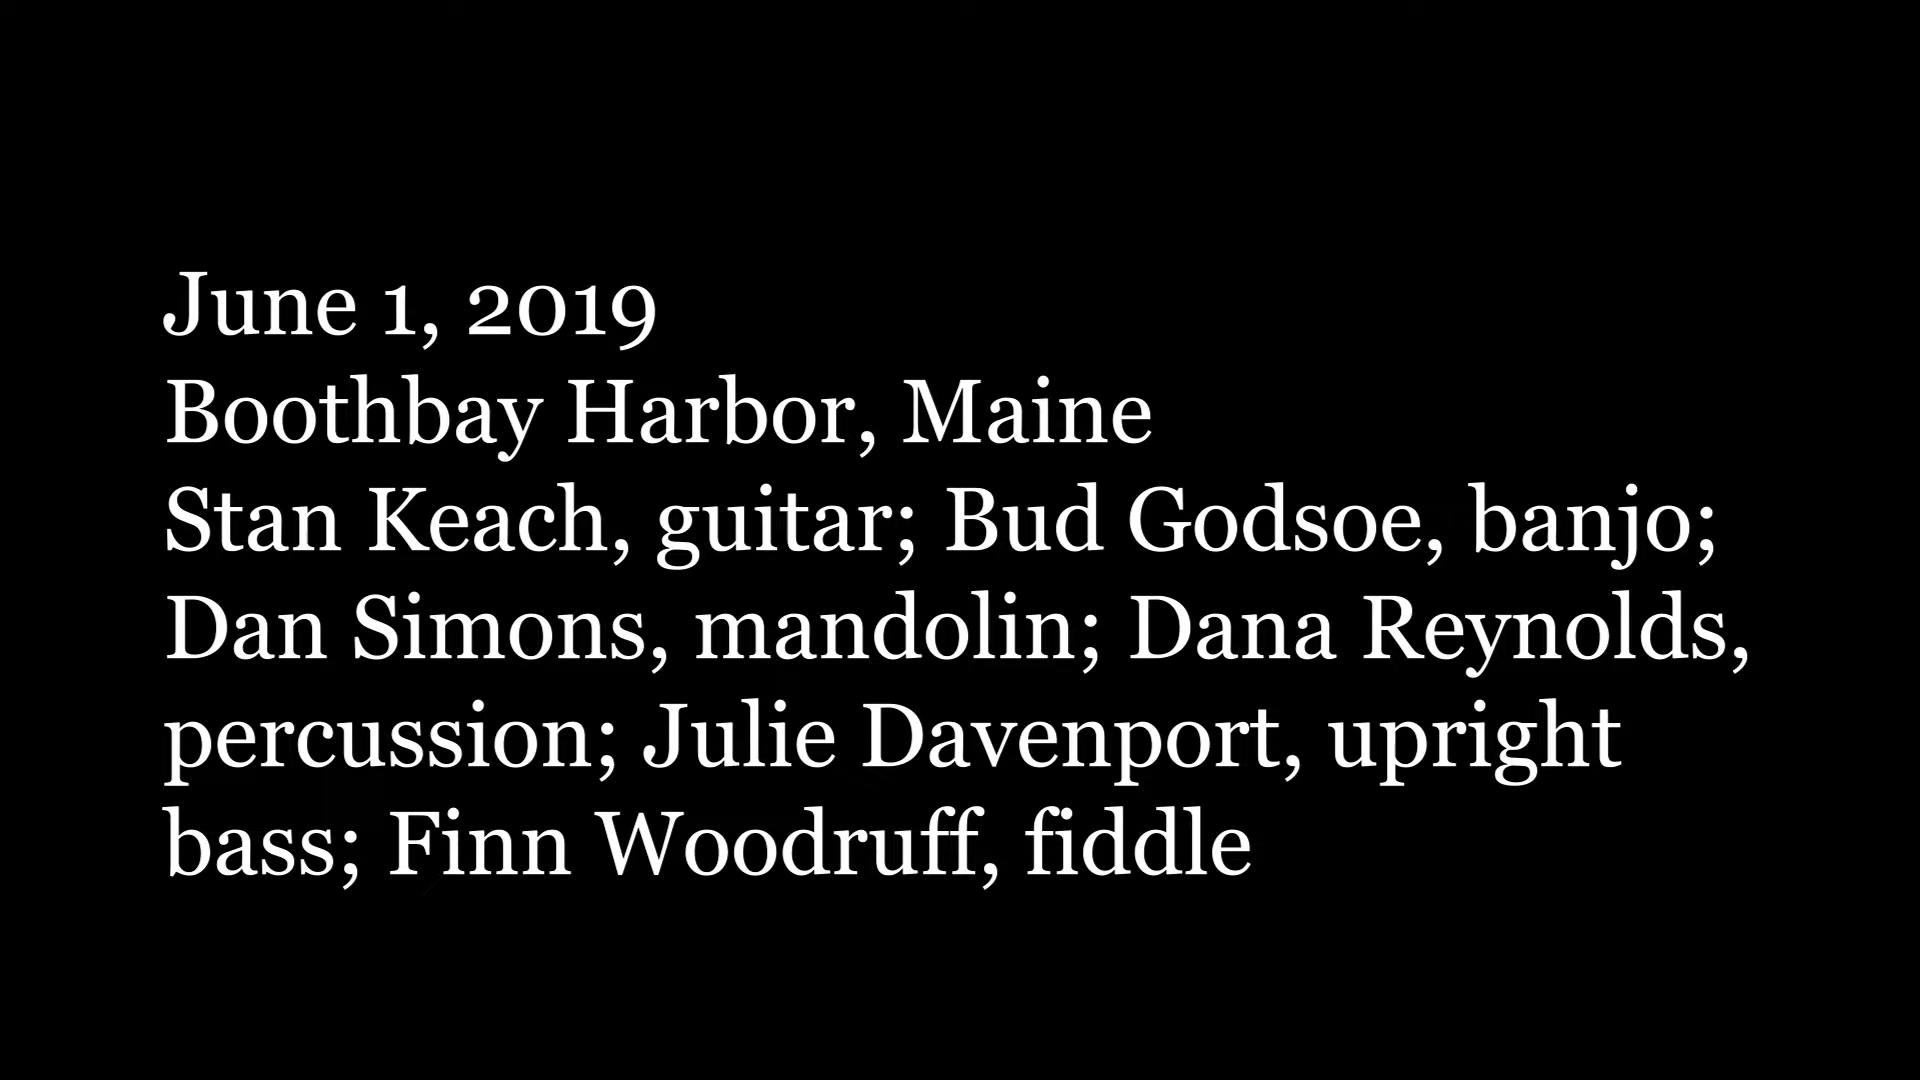 June 1, 2019
Boothbay Harbor, Maine
Stan Keach, guitar; Bud Godsoe, banjo;
Dan Simons, mandolin; Dana Reynolds,
percussion; Julie Davenport, upright
bass; Finn Woodruff, fiddle